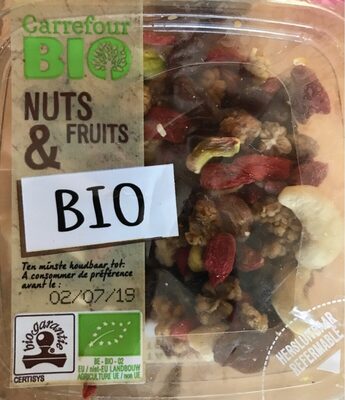 Carrefour
BIO
NUTS
& FRUITS
BIO
Ten minste houdbaar tot:
A consommer de préférence
avant le :
02/07/19
biogarantie
CERTISYS
BE - BIO - 02
EU / niet-EU LANDBOUW
AGRICULTURE UE / non UE
HERSLUITBAAR
REFERMABLE